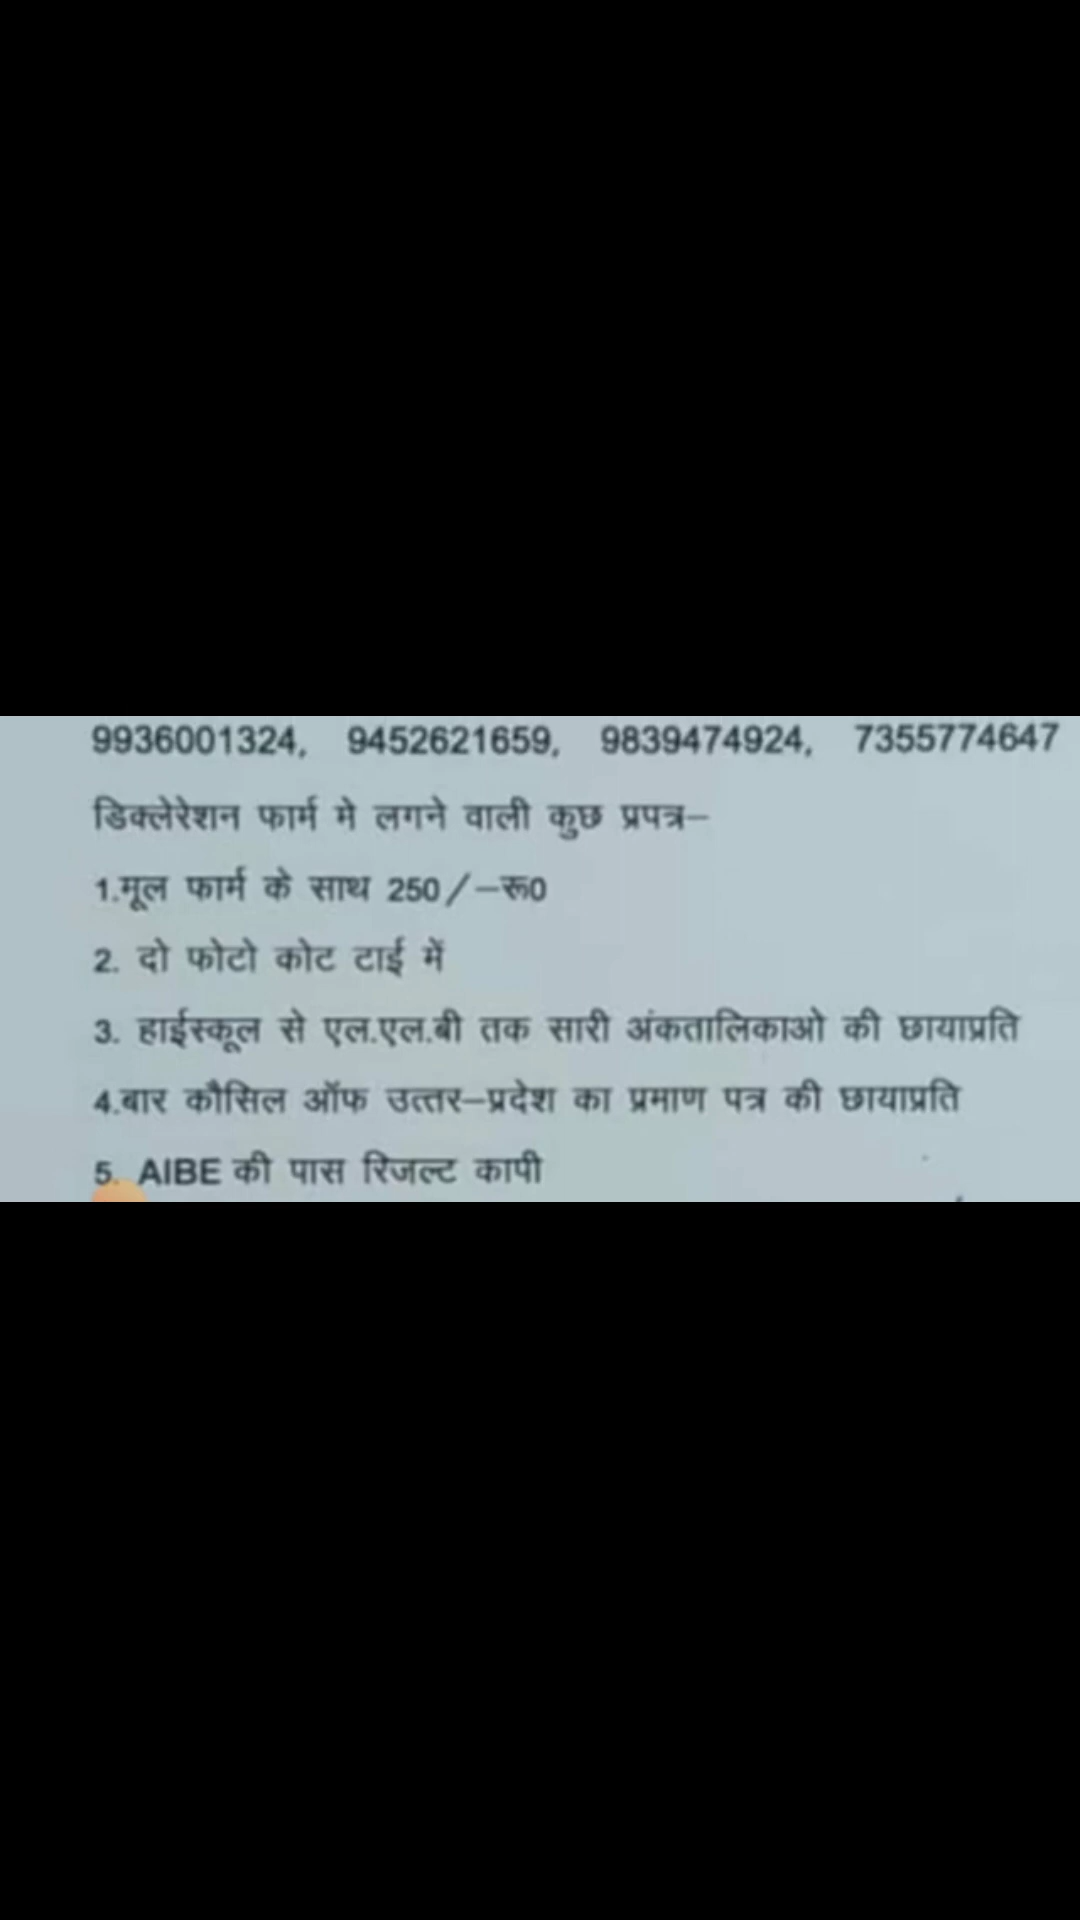 9936001324, 9452621659, 9839474924, 7355774647
डिक्लेरेशन फार्म मे लगने वाली कुछ प्रपत्र–
1.मूल फार्म के साथ 250/–रू0
2. दो फोटो कोट टाई में
3. हाईस्कूल से एल.एल.बी तक सारी अंकतालिकाओ की छायाप्रति
4.बार कौसिल ऑफ उत्तर–प्रदेश का प्रमाण पत्र की छायाप्रति
5. AIBE की पास रिजल्ट कापी